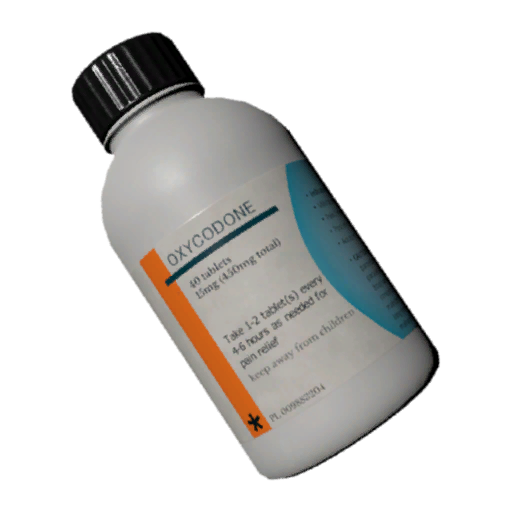 OXYCODONE
40 tablets
15mg (450mg total)
Take 1-2 tablet(s) every
4-6 hours as needed for
pain relief
keep away from children
*
PL 009882204